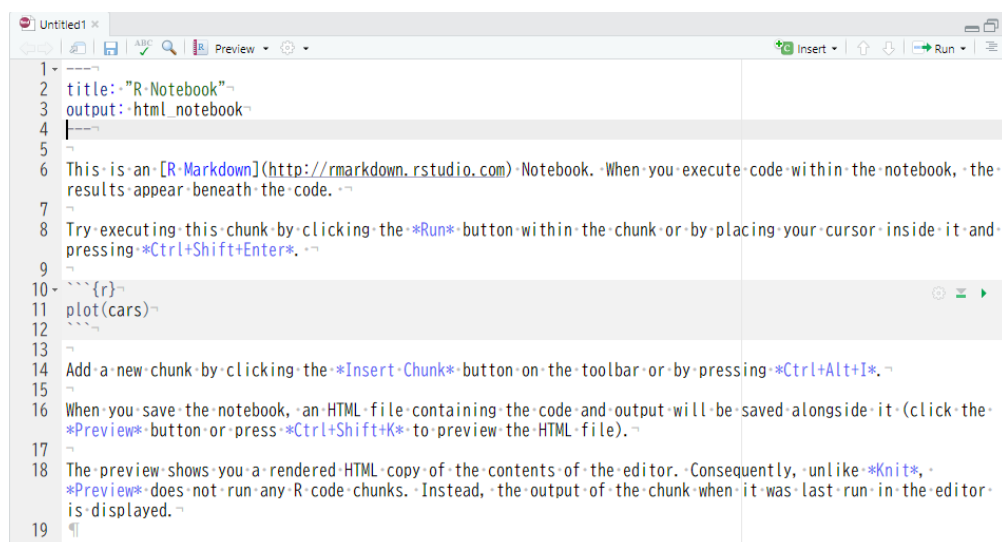 Untitled1
ABC Preview Insert Run
1 ---
2 title: "R Notebook"
3 output: html_notebook
4 ---
5
6 This is an [R Markdown](http://rmarkdown.rstudio.com) Notebook. When you execute code within the notebook, the
results appear beneath the code.
7
8 Try executing this chunk by clicking the *Run* button within the chunk or by placing your cursor inside it and
pressing *Ctrl+Shift+Enter*.
9
10 ```{r}
11 plot(cars)
12 ```
13
14 Add a new chunk by clicking the *Insert Chunk* button on the toolbar or by pressing *Ctrl+Alt+I*.
15
16 When you save the notebook, an HTML file containing the code and output will be saved alongside it (click the
*Preview* button or press *Ctrl+Shift+K* to preview the HTML file).
17
18 The preview shows you a rendered HTML copy of the contents of the editor. Consequently, unlike *Knit*,
*Preview* does not run any R code chunks. Instead, the output of the chunk when it was last run in the editor
is displayed.
19